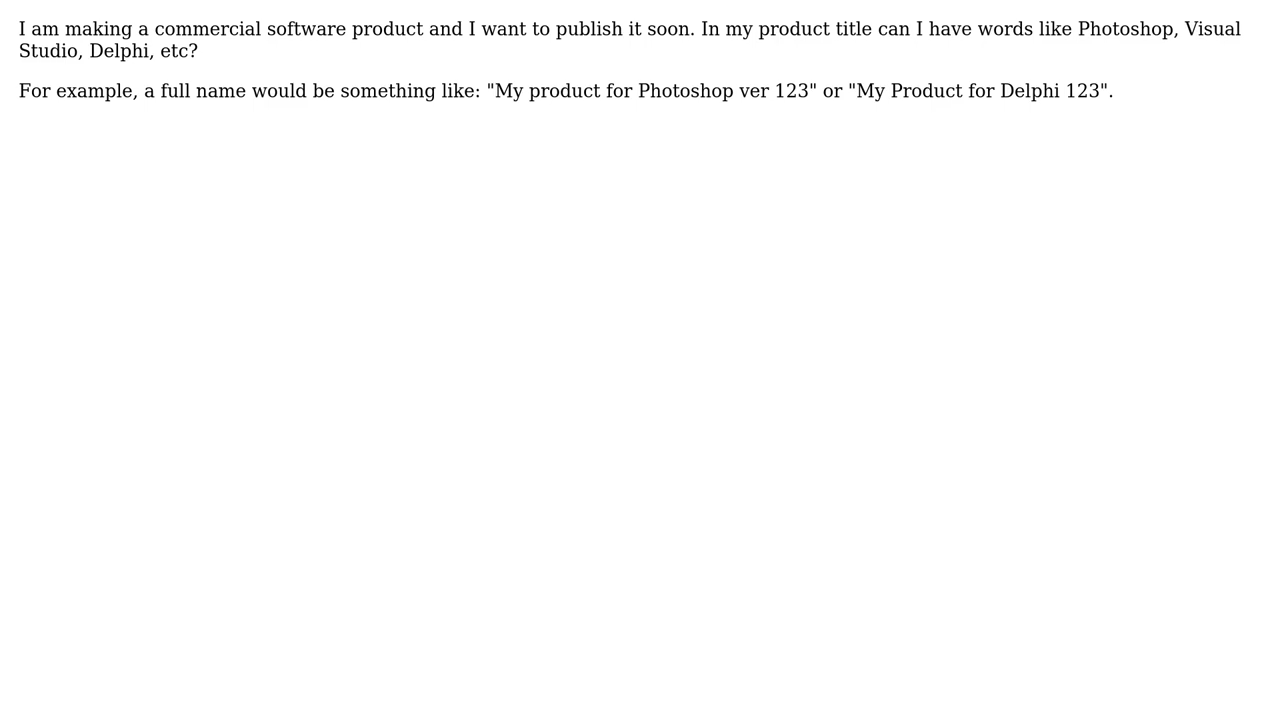 I am making a commercial software product and I want to publish it soon. In my product title can I have words like Photoshop, Visual
Studio, Delphi, etc?
For example, a full name would be something like: "My product for Photoshop ver 123" or "My Product for Delphi 123".